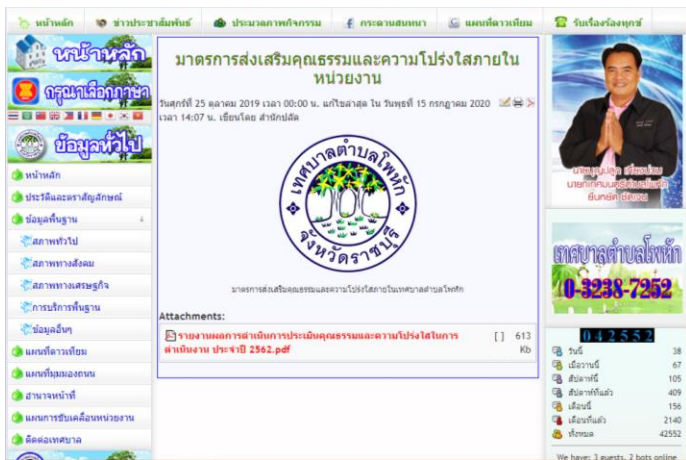 หน้าหลัก
ข่าวประชาสัมพันธ์
ประมวลภาพกิจกรรม
กระดานสนทนา
แผนที่ดาวเทียม
รับเรื่องร้องทุกข์
หน้าหลัก
กรุณาเลือกภาษา
ข้อมูลทั่วไป
หน้าหลัก
ประวัติและตราสัญลักษณ์
ข้อมูลพื้นฐาน
สภาพทั่วไป
สภาพทางสังคม
สภาพทางเศรษฐกิจ
การบริการพื้นฐาน
ข้อมูลอื่นๆ
แผนที่ดาวเทียม
แผนที่มุมมองถนน
อำนาจหน้าที่
แผนการขับเคลื่อนหน่วยงาน
ติดต่อเทศบาล
มาตรการส่งเสริมคุณธรรมและความโปร่งใสภายใน
หน่วยงาน
วันศุกร์ที่ 25 ตุลาคม 2019 เวลา 00:00 น. แก้ไขล่าสุด ใน วันพุธที่ 15 กรกฎาคม 2020
เวลา 14:07 น. เขียนโดย สำนักปลัด
เทศบาลตำบลโพหัก
จังหวัดราชบุรี
มาตรการส่งเสริมคุณธรรมและความโปร่งใสภายในเทศบาลตำบลโพหัก
Attachments:
รายงานผลการดำเนินการประเมินคุณธรรมและความโปร่งใสในการ [ ] 613
ดำเนินงาน ประจำปี 2562.pdf Kb
นายกเทศมนตรีตำบลโพหัก
ยินดีต้อนรับ
เทศบาลตำบลโพหัก
0-3238-7252
042552
วันนี้ 38
เมื่อวานนี้ 67
สัปดาห์นี้ 105
สัปดาห์ที่แล้ว 409
เดือนนี้ 156
เดือนที่แล้ว 2140
ทั้งหมด 42552
We have: 3 guests, 2 bots online